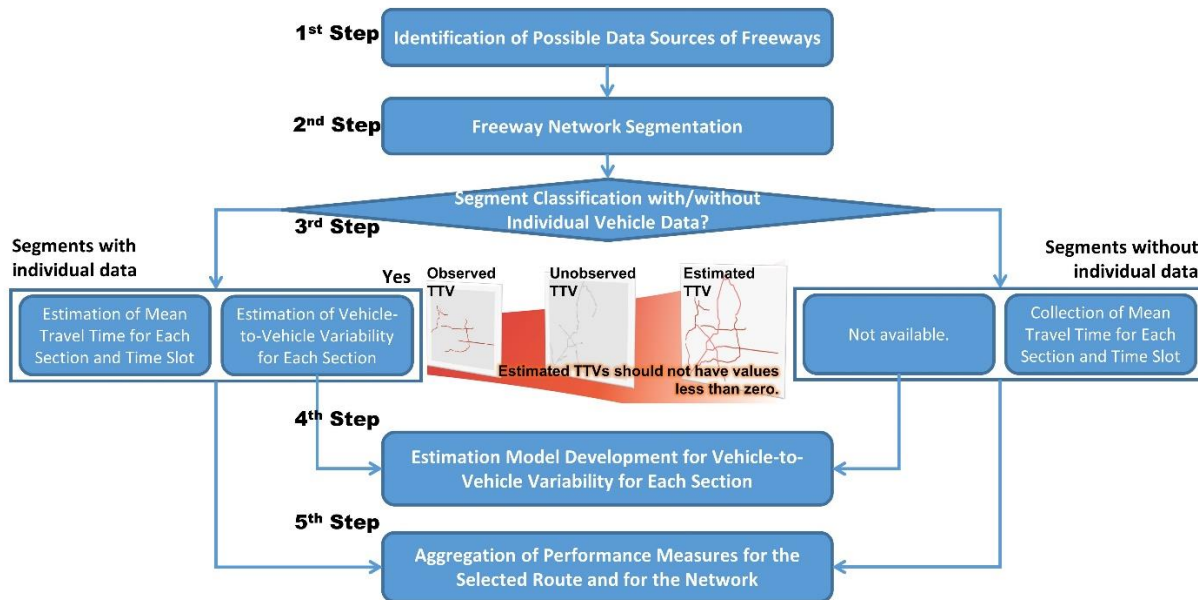 1st Step
Identification of Possible Data Sources of Freeways
2nd Step
Freeway Network Segmentation
Segment Classification with/without
Individual Vehicle Data?
3rd Step
Segments with
individual data
Yes
Segments without
individual data
Estimation of Mean
Travel Time for Each
Section and Time Slot
Estimation of Vehicle-
to-Vehicle Variability
for Each Section
Observed
TTV
Unobserved
TTV
Estimated
TTV
Estimated TTVs should not have values
less than zero.
Not available.
Collection of Mean
Travel Time for Each
Section and Time Slot
4th Step
Estimation Model Development for Vehicle-to-
Vehicle Variability for Each Section
5th Step
Aggregation of Performance Measures for the
Selected Route and for the Network